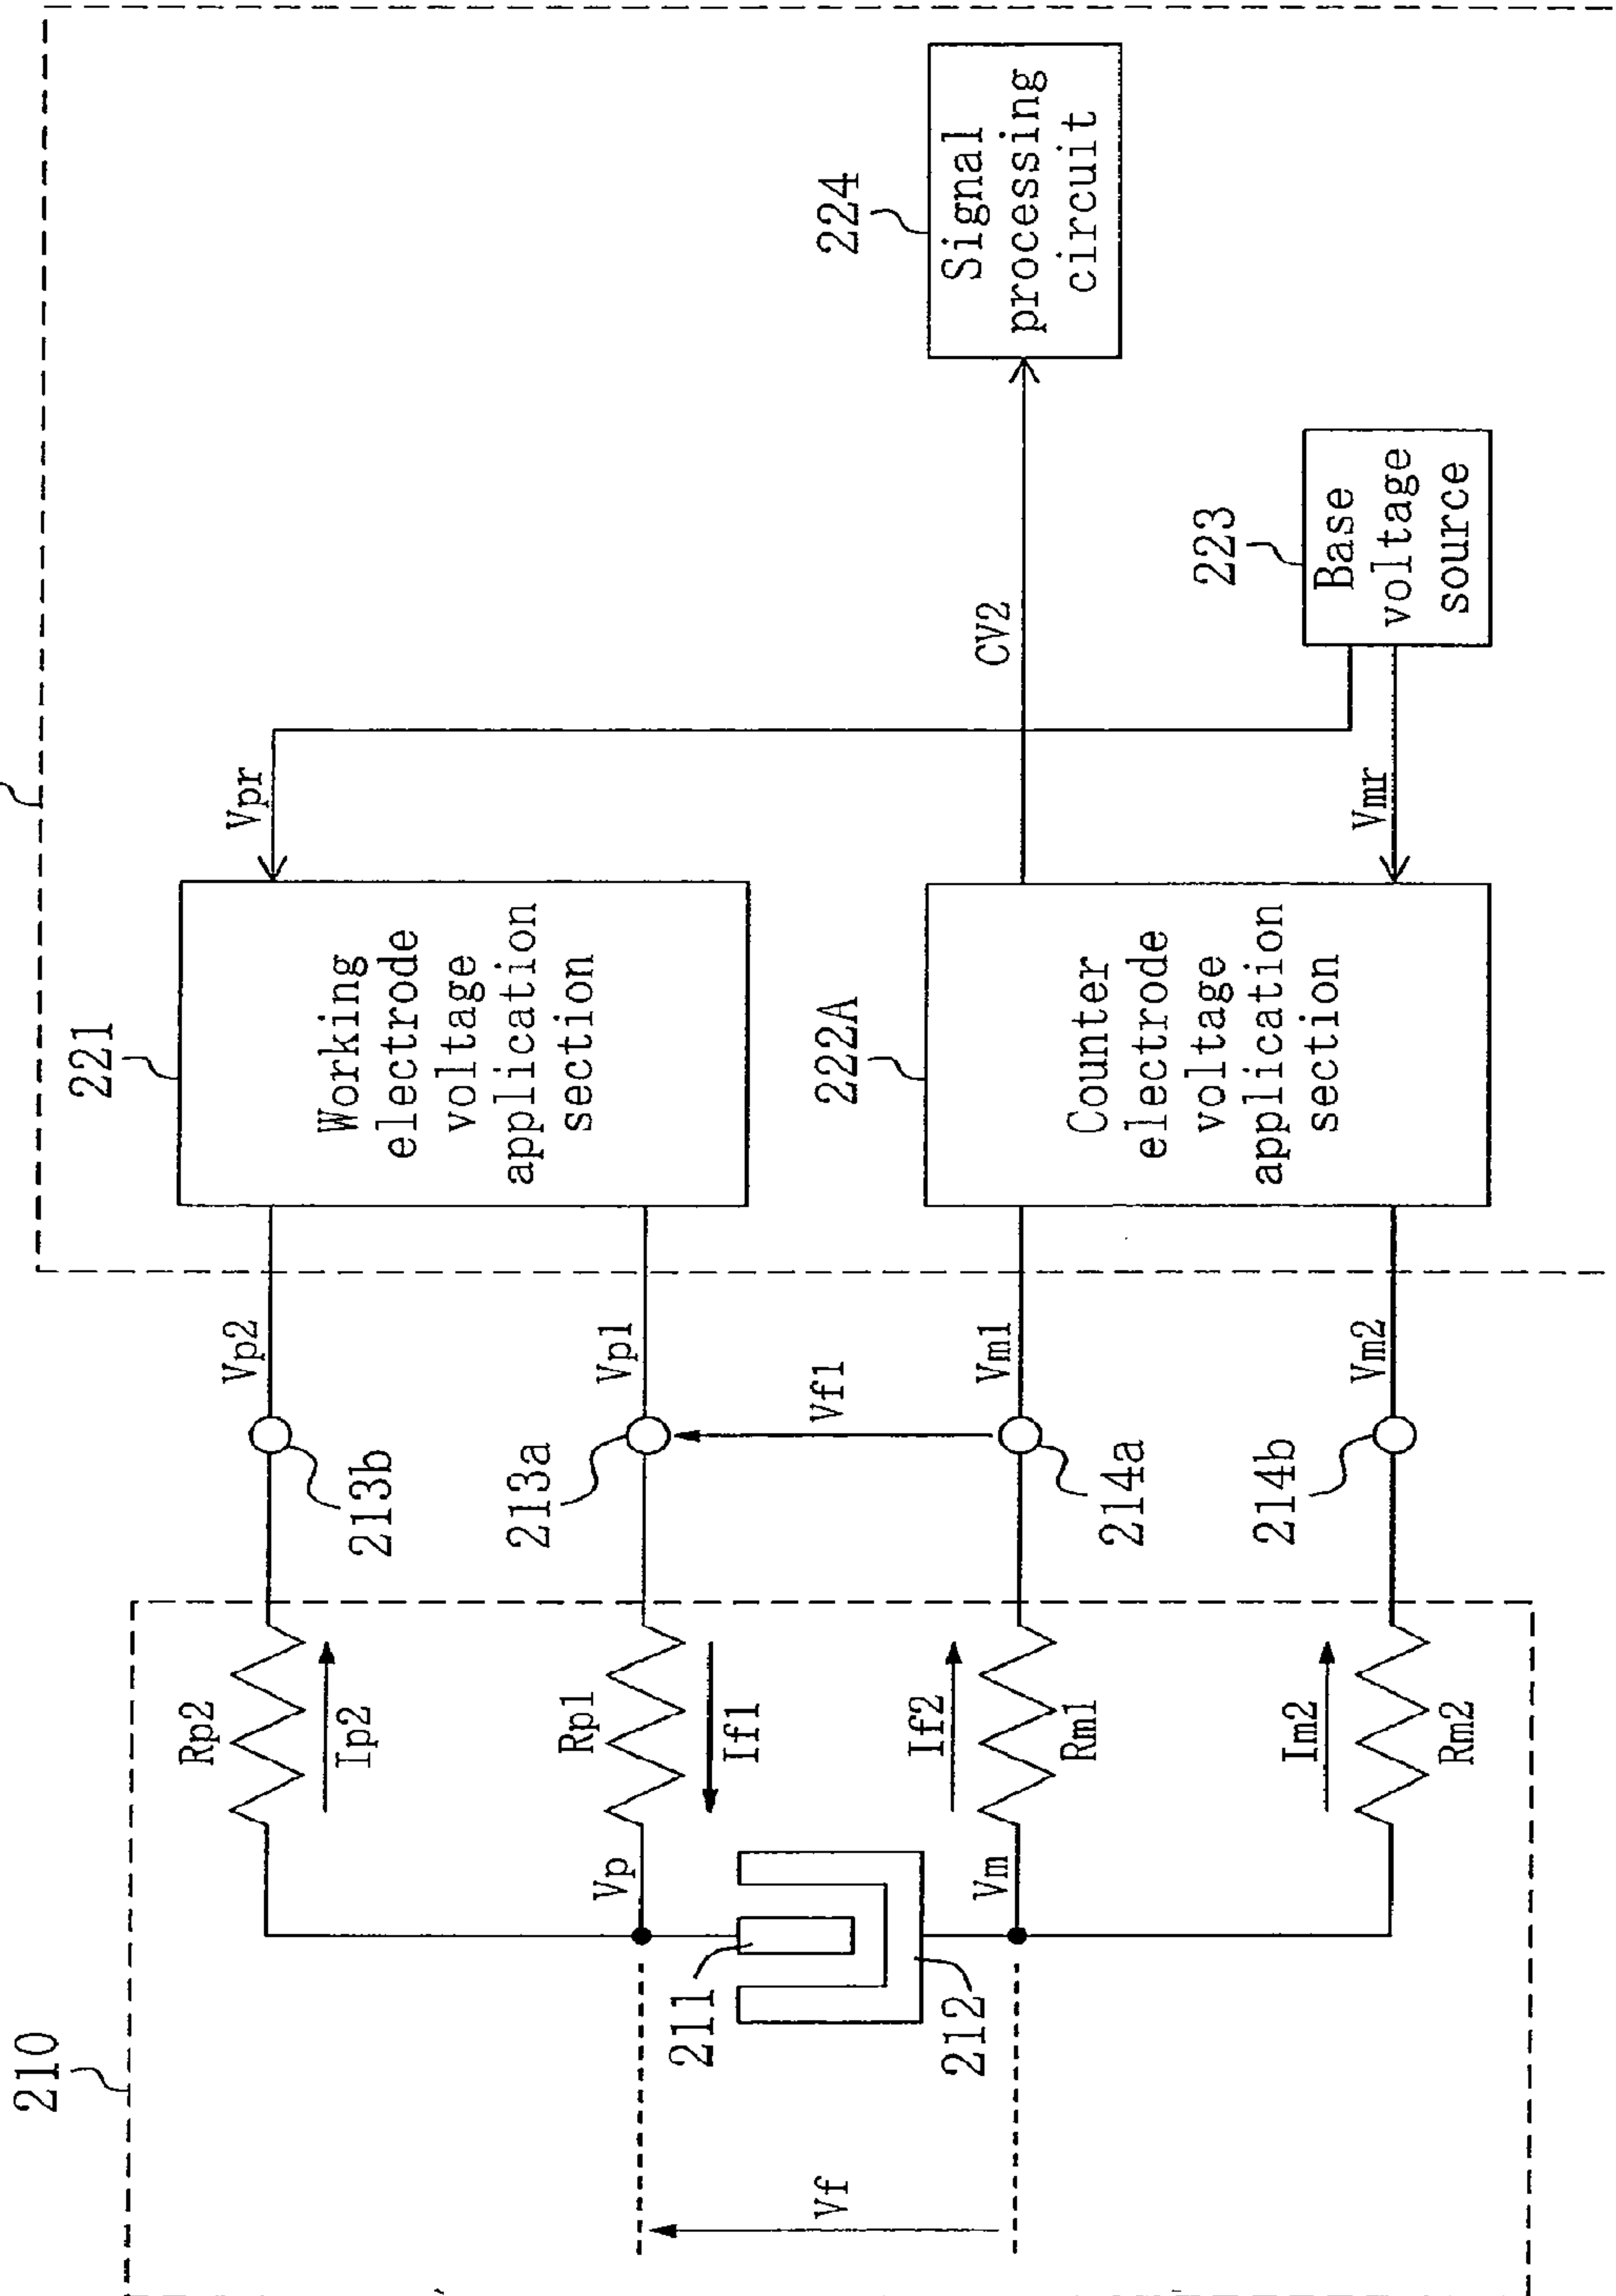 210
Vf
211
212
Vp
Vm
Rp2
Ip2
Rp1
If1
If2
Rm1
Im2
Rm2
213b
213a
214a
214b
Vf1
Vp2
Vp1
Vm1
Vm2
221
Working
electrode
voltage
application
section
222A
Counter
electrode
voltage
application
section
Vpr
Vmr
CV2
223
Base
voltage
source
224
Signal
processing
circuit